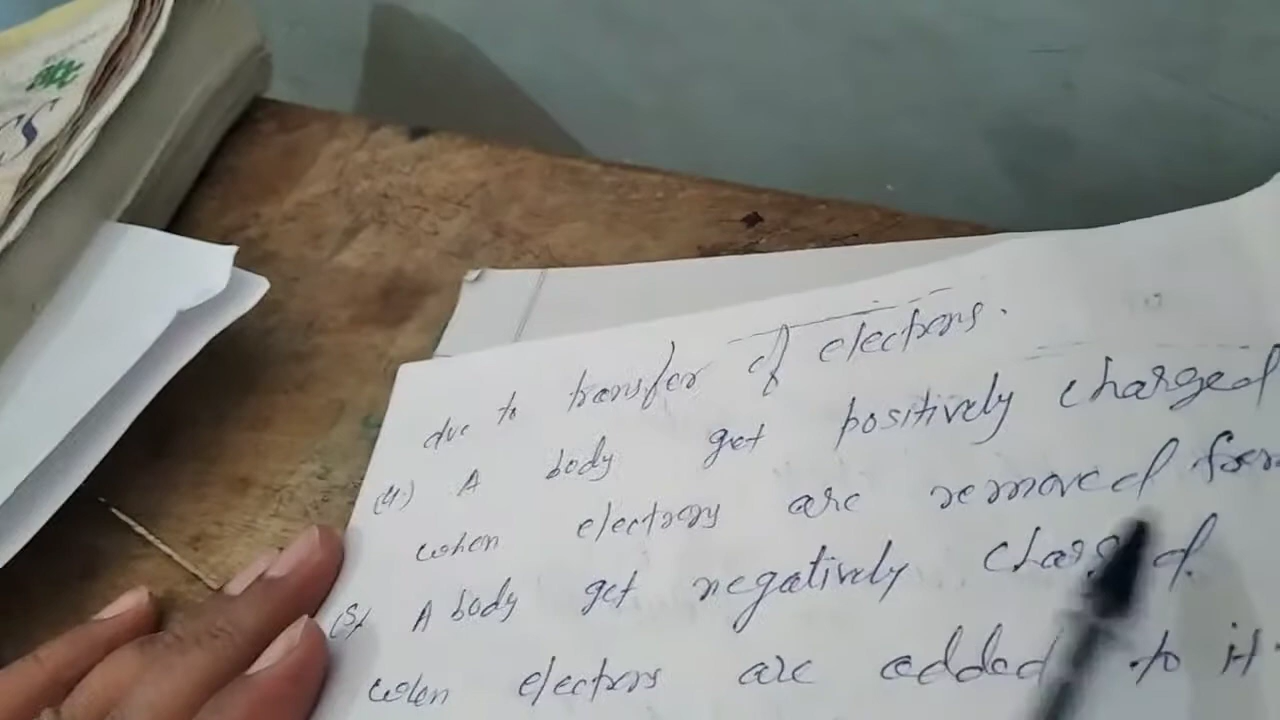 CS
due to transfer of electrons.
(4.) A body get positively charged
when electrons are removed from
(5) A body get negatively charged.
when electrons are added to it.